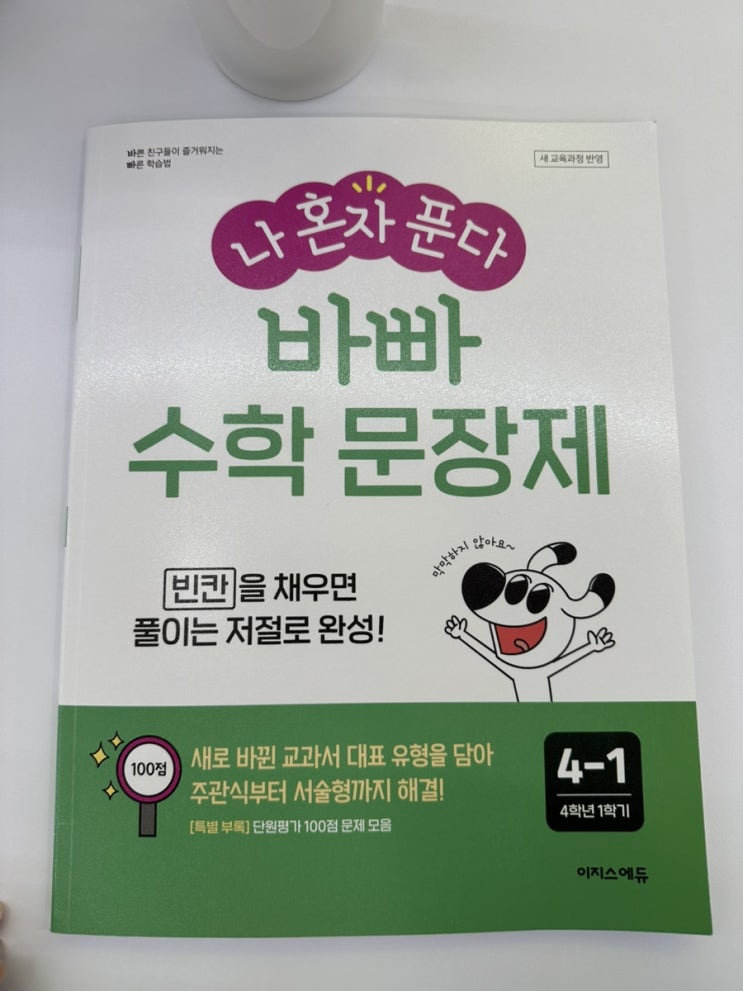 바른 친구들이 즐거워지는
빠른 학습법
새 교육과정 반영
나 혼자 푼다
바빠
수학 문장제
막막하지 않아요~
빈칸을 채우면
풀이는 저절로 완성!
100점
새로 바뀐 교과서 대표 유형을 담아
주관식부터 서술형까지 해결!
[특별 부록] 단원평가 100점 문제 모음
4-1
4학년 1학기
이지스에듀